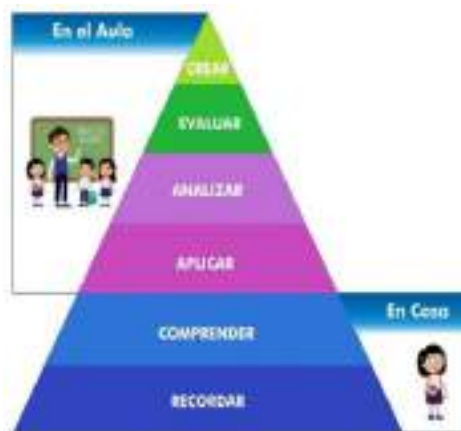 En el Aula
CREAR
EVALUAR
ANALIZAR
APLICAR
En Casa
COMPRENDER
RECORDAR